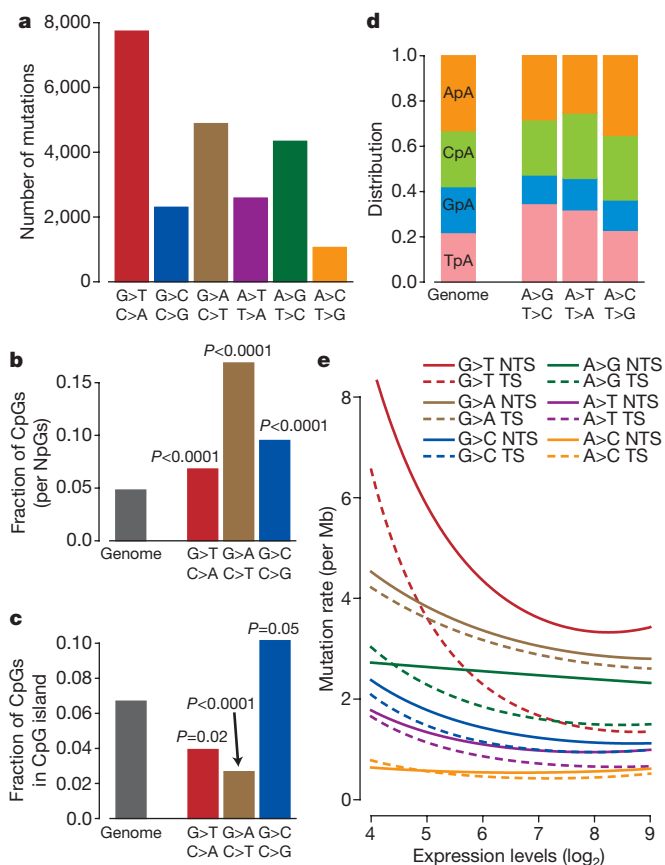 a
Number of mutations
8,000
6,000
4,000
2,000
0
G>T G>C G>A A>T A>G A>C
C>A C>G C>T T>A T>C T>G
b
Fraction of CpGs
(per NpGs)
0.15
0.10
0.05
0
P<0.0001
P<0.0001
P<0.0001
Genome
G>T G>A G>C
C>A C>T C>G
c
Fraction of CpGs
in CpG island
0.10
0.08
0.06
0.04
0.02
0
P=0.02
P<0.0001
P=0.05
Genome
G>T G>A G>C
C>A C>T C>G
d
Distribution
1.0
0.8
0.6
0.4
0.2
0.0
ApA
CpA
GpA
TpA
Genome
A>G A>T A>C
T>C T>A T>G
e
G>T NTS
G>T TS
G>A NTS
G>A TS
G>C NTS
G>C TS
A>G NTS
A>G TS
A>T NTS
A>T TS
A>C NTS
A>C TS
Mutation rate (per Mb)
8
6
4
2
0
4 5 6 7 8 9
Expression levels (log2)